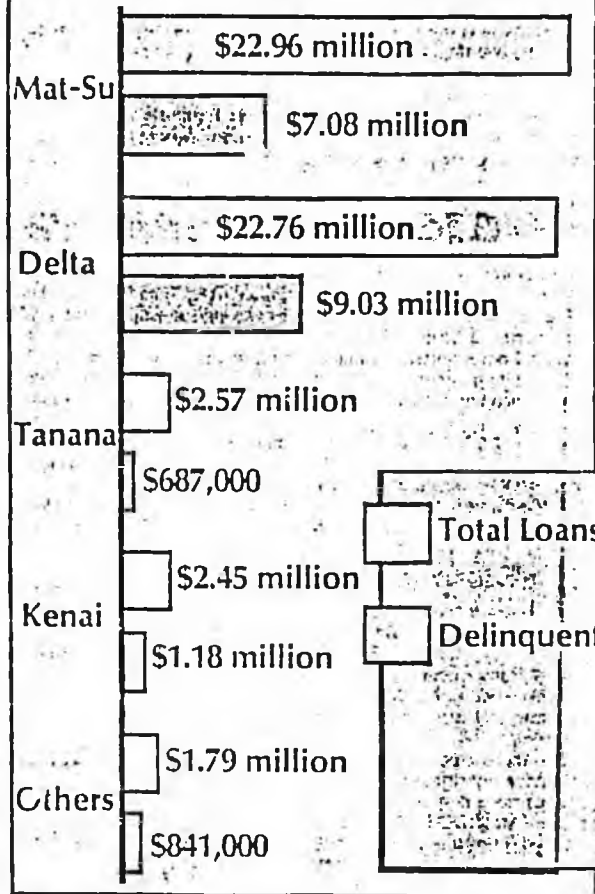 $22.96 million
Mat-Su
$7.08 million
$22.76 million
Delta
$9.03 million
$2.57 million
Tanana
$687,000
Total Loans
$2.45 million
Kenai
Delinquent
$1.18 million
$1.79 million
Others
$841,000